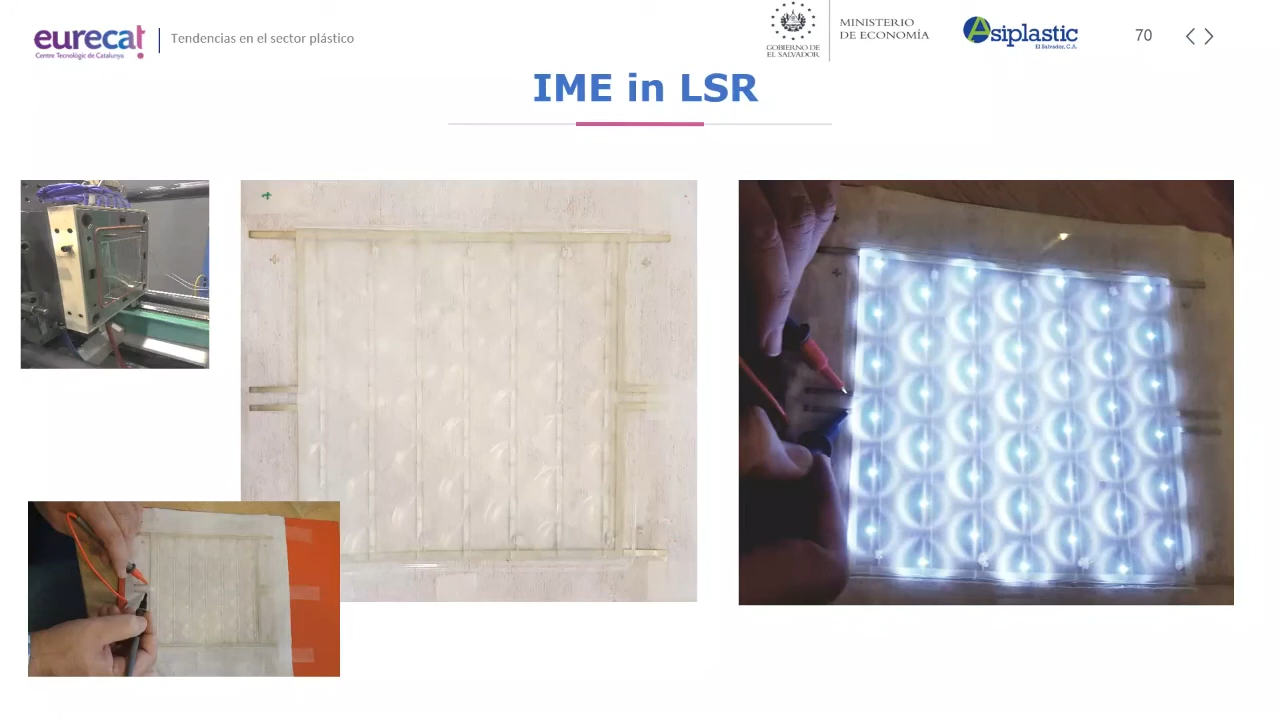 eurecat
Centre Tecnològic de Catalunya
Tendencias en el sector plástico
GOBIERNO DE
EL SALVADOR
MINISTERIO
DE ECONOMÍA
Asiplastic
El Salvador, C.A.
70
IME in LSR